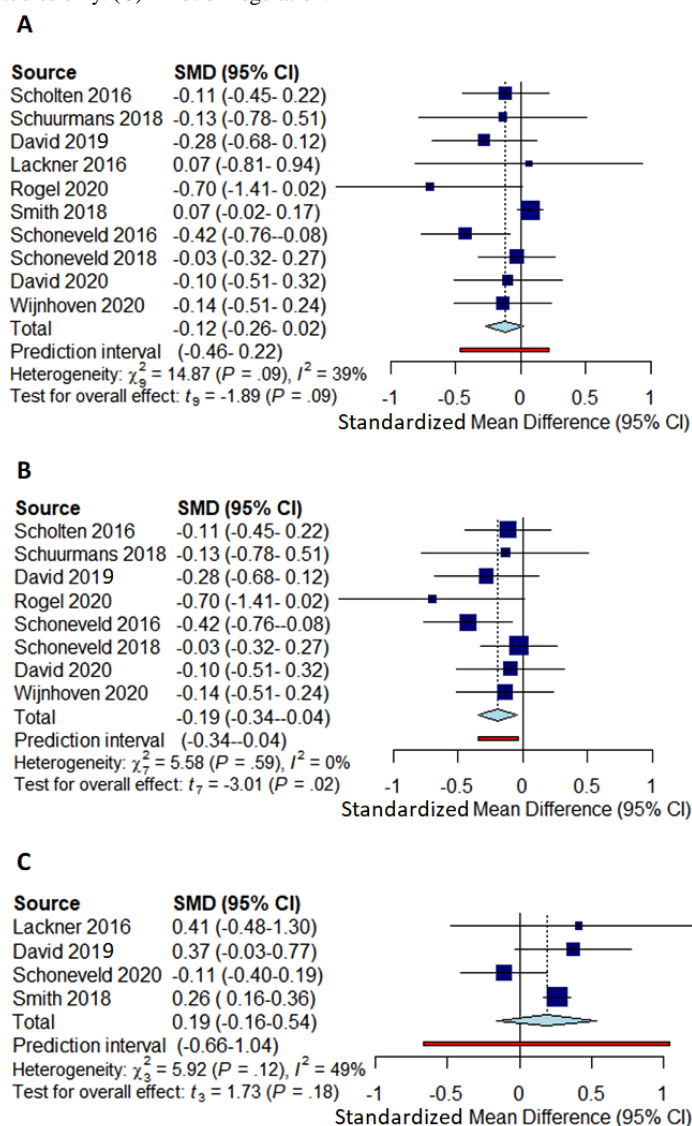 A
Source SMD (95% CI)
Scholten 2016 -0.11 (-0.45- 0.22)
Schuurmans 2018 -0.13 (-0.78- 0.51)
David 2019 -0.28 (-0.68- 0.12)
Lackner 2016 0.07 (-0.81- 0.94)
Rogel 2020 -0.70 (-1.41- 0.02)
Smith 2018 0.07 (-0.02- 0.17)
Schoneveld 2016 -0.42 (-0.76--0.08)
Schoneveld 2018 -0.03 (-0.32- 0.27)
David 2020 -0.10 (-0.51- 0.32)
Wijnhoven 2020 -0.14 (-0.51- 0.24)
Total -0.12 (-0.26- 0.02)
Prediction interval (-0.46- 0.22)
Heterogeneity: χ²₉ = 14.87 (P = .09), I² = 39%
Test for overall effect: t₉ = -1.89 (P = .09)
-1 -0.5 0 0.5 1
Standardized Mean Difference (95% CI)
B
Source SMD (95% CI)
Scholten 2016 -0.11 (-0.45- 0.22)
Schuurmans 2018 -0.13 (-0.78- 0.51)
David 2019 -0.28 (-0.68- 0.12)
Rogel 2020 -0.70 (-1.41- 0.02)
Schoneveld 2016 -0.42 (-0.76--0.08)
Schoneveld 2018 -0.03 (-0.32- 0.27)
David 2020 -0.10 (-0.51- 0.32)
Wijnhoven 2020 -0.14 (-0.51- 0.24)
Total -0.19 (-0.34--0.04)
Prediction interval (-0.34--0.04)
Heterogeneity: χ²₇ = 5.58 (P = .59), I² = 0%
Test for overall effect: t₇ = -3.01 (P = .02)
-1 -0.5 0 0.5 1
Standardized Mean Difference (95% CI)
C
Source SMD (95% CI)
Lackner 2016 0.41 (-0.48-1.30)
David 2019 0.37 (-0.03-0.77)
Schoneveld 2020 -0.11 (-0.40-0.19)
Smith 2018 0.26 ( 0.16-0.36)
Total 0.19 (-0.16-0.54)
Prediction interval (-0.66-1.04)
Heterogeneity: χ²₃ = 5.92 (P = .12), I² = 49%
Test for overall effect: t₃ = 1.73 (P = .18)
-1 -0.5 0 0.5 1
Standardized Mean Difference (95% CI)